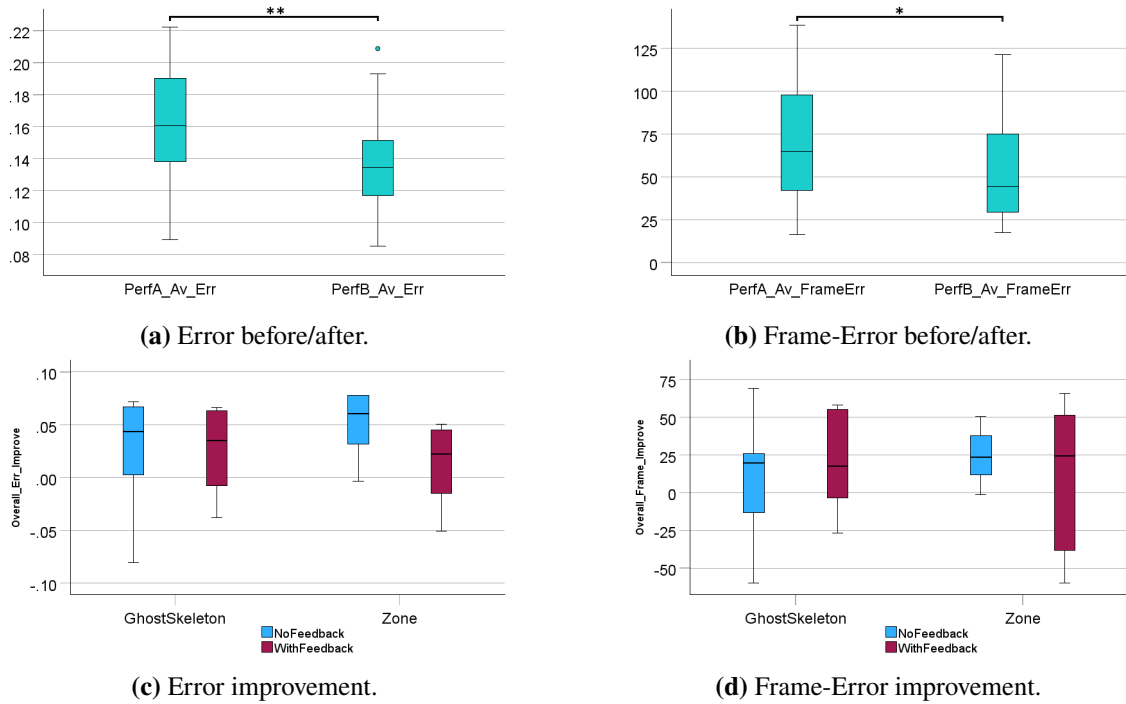 **
.22
.20
.18
.16
.14
.12
.10
.08
PerfA_Av_Err
PerfB_Av_Err
(a) Error before/after.
*
125
100
75
50
25
0
PerfA_Av_FrameErr
PerfB_Av_FrameErr
(b) Frame-Error before/after.
Overall_Err_Improve
.10
.05
.00
-.05
-.10
GhostSkeleton
Zone
NoFeedback
WithFeedback
(c) Error improvement.
Overall_Frame_Improve
75
50
25
0
-25
-50
GhostSkeleton
Zone
NoFeedback
WithFeedback
(d) Frame-Error improvement.